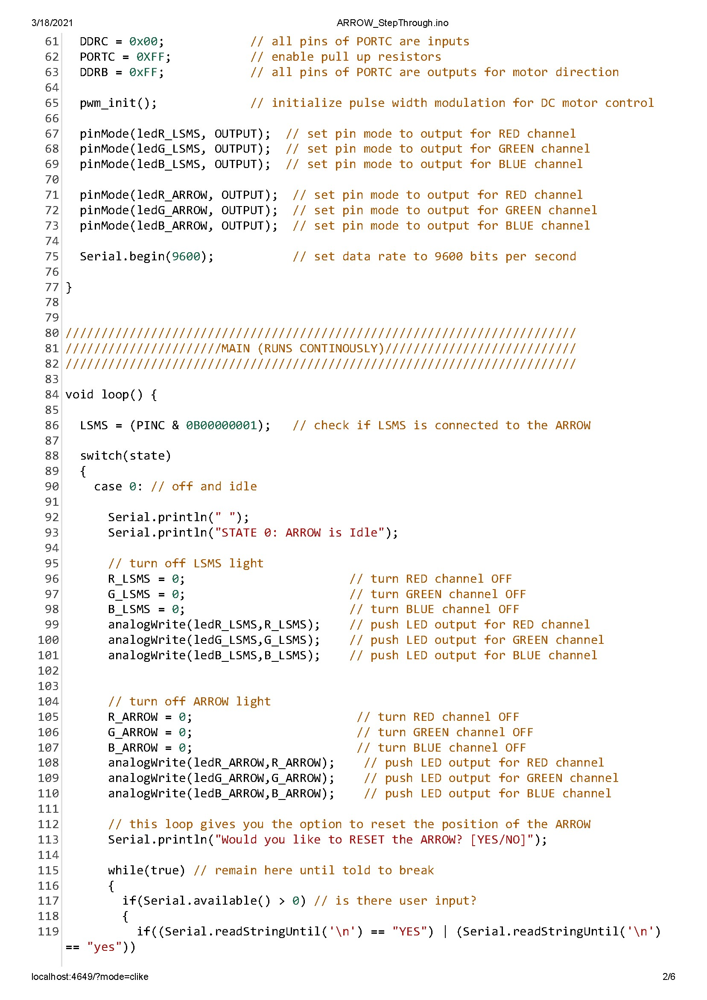 3/18/2021 ARROW_StepThrough.ino
61 DDRC = 0x00; // all pins of PORTC are inputs
62 PORTC = 0XFF; // enable pull up resistors
63 DDRB = 0xFF; // all pins of PORTC are outputs for motor direction
64
65 pwm_init(); // initialize pulse width modulation for DC motor control
66
67 pinMode(ledR_LSMS, OUTPUT); // set pin mode to output for RED channel
68 pinMode(ledG_LSMS, OUTPUT); // set pin mode to output for GREEN channel
69 pinMode(ledB_LSMS, OUTPUT); // set pin mode to output for BLUE channel
70
71 pinMode(ledR_ARROW, OUTPUT); // set pin mode to output for RED channel
72 pinMode(ledG_ARROW, OUTPUT); // set pin mode to output for GREEN channel
73 pinMode(ledB_ARROW, OUTPUT); // set pin mode to output for BLUE channel
74
75 Serial.begin(9600); // set data rate to 9600 bits per second
76
77 }
78
79
80 ////////////////////////////////////////////////////////////////////////
81 //////////////////////MAIN (RUNS CONTINOUSLY)///////////////////////////
82 ////////////////////////////////////////////////////////////////////////
83
84 void loop() {
85
86 LSMS = (PINC & 0B00000001); // check if LSMS is connected to the ARROW
87
88 switch(state)
89 {
90 case 0: // off and idle
91
92 Serial.println(" ");
93 Serial.println("STATE 0: ARROW is Idle");
94
95 // turn off LSMS light
96 R_LSMS = 0; // turn RED channel OFF
97 G_LSMS = 0; // turn GREEN channel OFF
98 B_LSMS = 0; // turn BLUE channel OFF
99 analogWrite(ledR_LSMS,R_LSMS); // push LED output for RED channel
100 analogWrite(ledG_LSMS,G_LSMS); // push LED output for GREEN channel
101 analogWrite(ledB_LSMS,B_LSMS); // push LED output for BLUE channel
102
103
104 // turn off ARROW light
105 R_ARROW = 0; // turn RED channel OFF
106 G_ARROW = 0; // turn GREEN channel OFF
107 B_ARROW = 0; // turn BLUE channel OFF
108 analogWrite(ledR_ARROW,R_ARROW); // push LED output for RED channel
109 analogWrite(ledG_ARROW,G_ARROW); // push LED output for GREEN channel
110 analogWrite(ledB_ARROW,B_ARROW); // push LED output for BLUE channel
111
112 // this loop gives you the option to reset the position of the ARROW
113 Serial.println("Would you like to RESET the ARROW? [YES/NO]");
114
115 while(true) // remain here until told to break
116 {
117 if(Serial.available() > 0) // is there user input?
118 {
119 if((Serial.readStringUntil('\n') == "YES") | (Serial.readStringUntil('\n')
== "yes"))
localhost:4649/?mode=clike 2/6